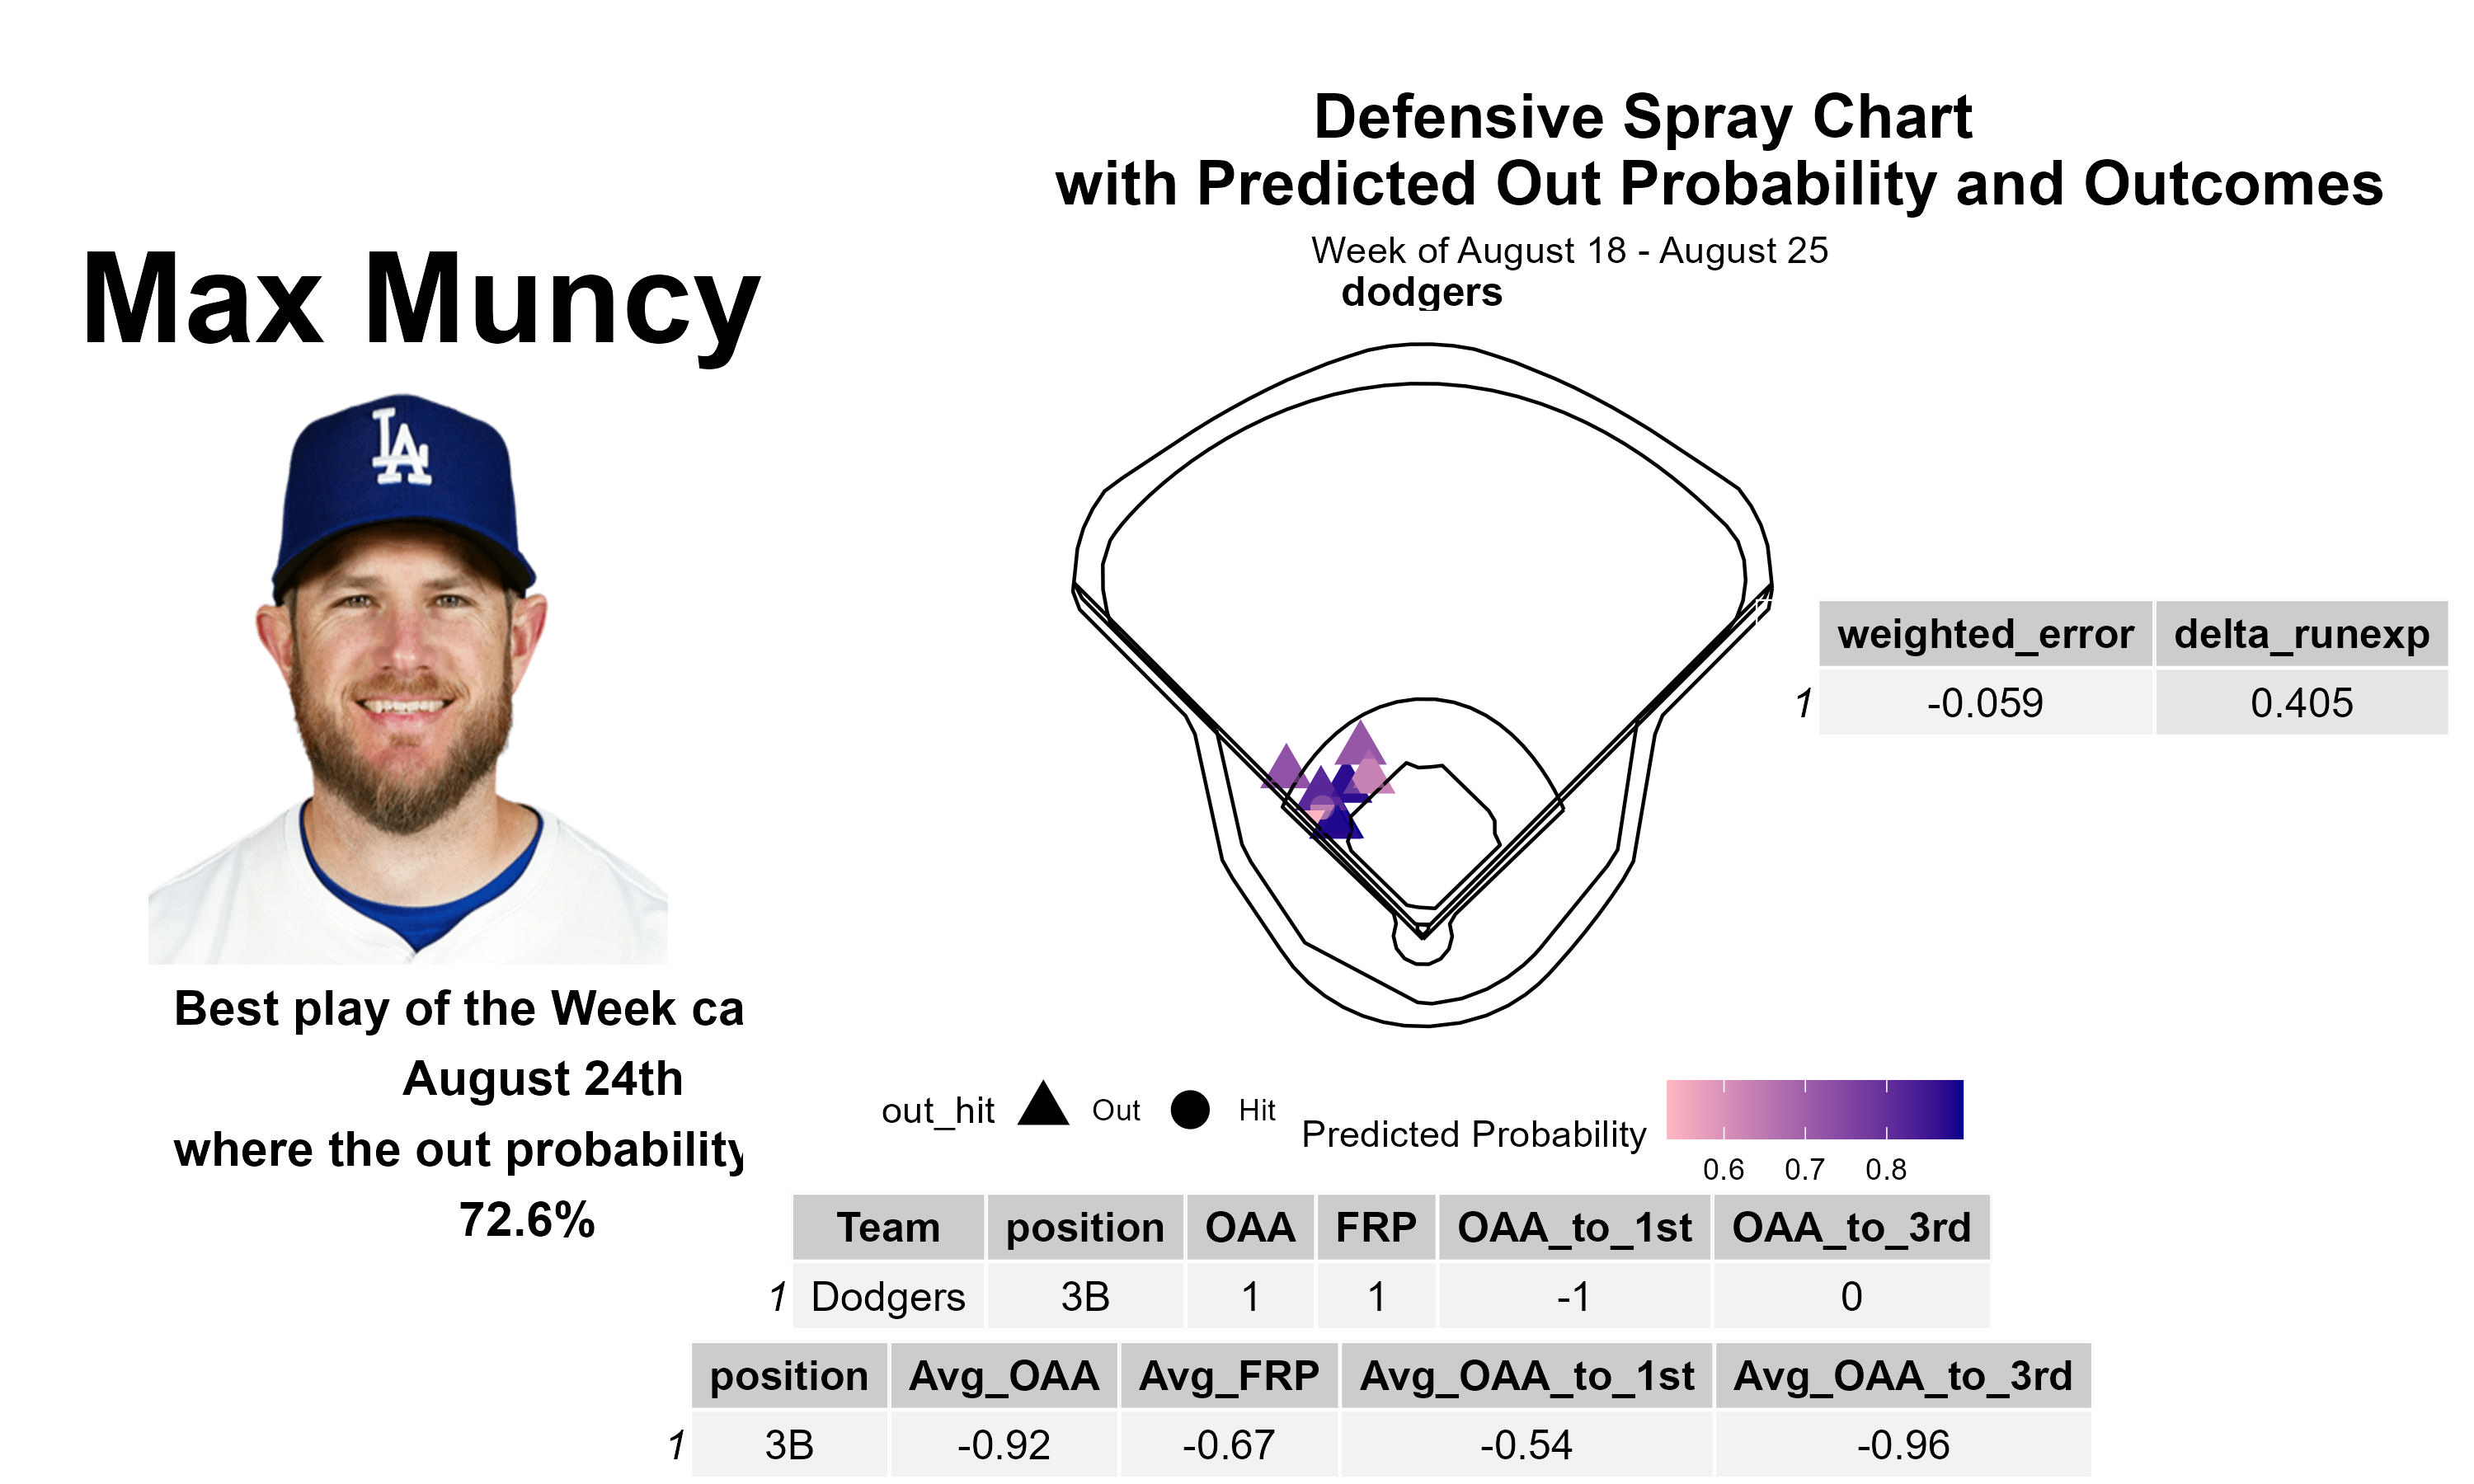 Defensive Spray Chart
with Predicted Out Probability and Outcomes
Week of August 18 - August 25
dodgers
Max Muncy
LA
weighted_error delta_runexp
1 -0.059 0.405
Best play of the Week ca
August 24th
where the out probability
72.6%
out_hit Out Hit Predicted Probability
0.6 0.7 0.8
Team position OAA FRP OAA_to_1st OAA_to_3rd
1 Dodgers 3B 1 1 -1 0
position Avg_OAA Avg_FRP Avg_OAA_to_1st Avg_OAA_to_3rd
1 3B -0.92 -0.67 -0.54 -0.96